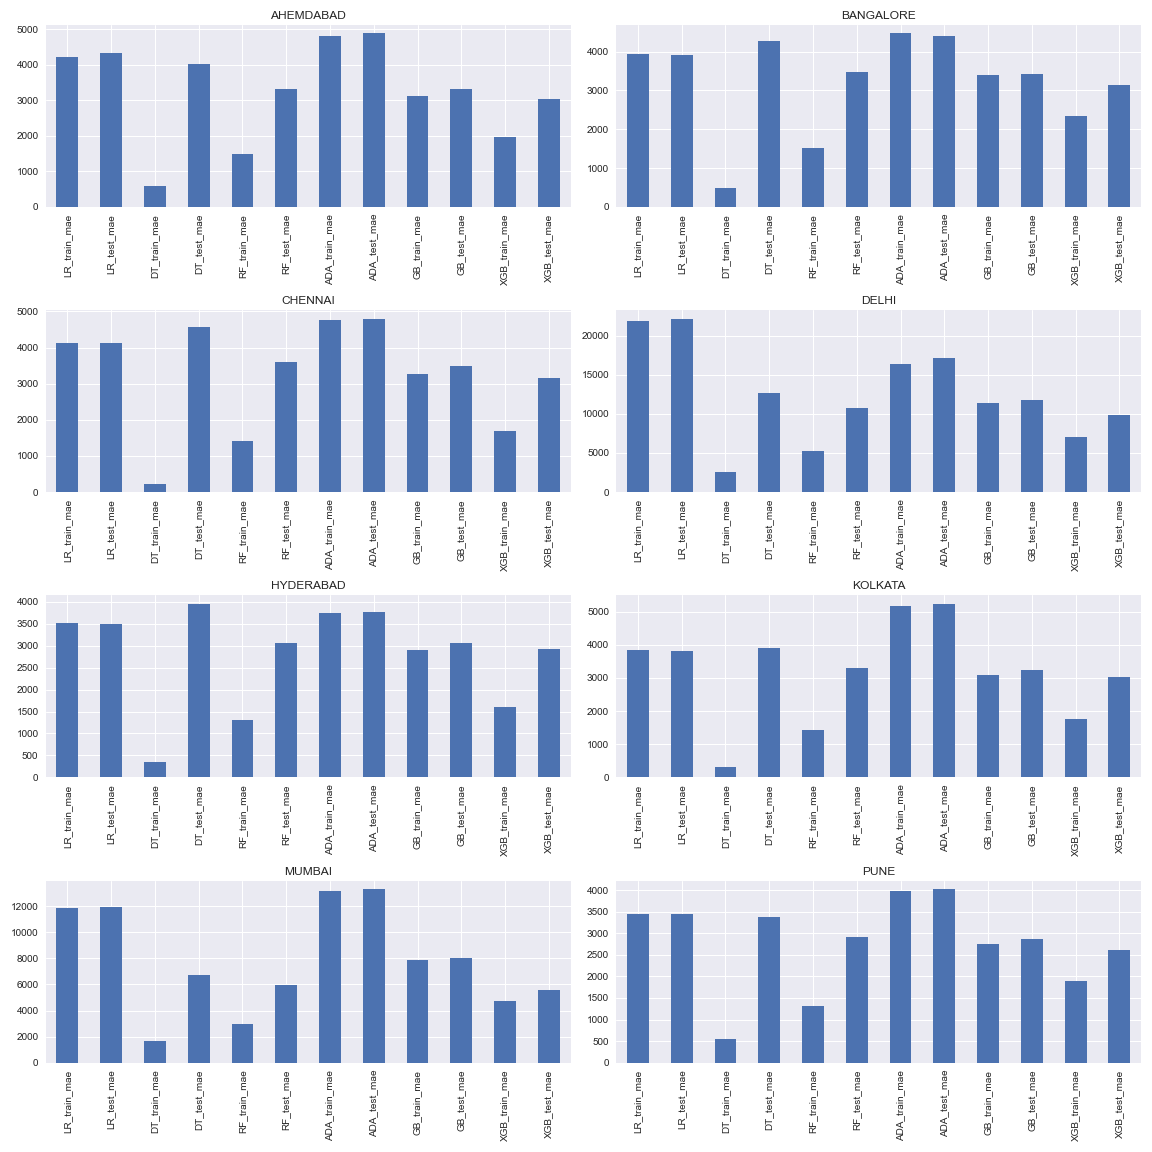 AHEMDABAD
5000
4000
3000
2000
1000
0
LR_train_mae
LR_test_mae
DT_train_mae
DT_test_mae
RF_train_mae
RF_test_mae
ADA_train_mae
ADA_test_mae
GB_train_mae
GB_test_mae
XGB_train_mae
XGB_test_mae
BANGALORE
4000
3000
2000
1000
0
LR_train_mae
LR_test_mae
DT_train_mae
DT_test_mae
RF_train_mae
RF_test_mae
ADA_train_mae
ADA_test_mae
GB_train_mae
GB_test_mae
XGB_train_mae
XGB_test_mae
CHENNAI
5000
4000
3000
2000
1000
0
LR_train_mae
LR_test_mae
DT_train_mae
DT_test_mae
RF_train_mae
RF_test_mae
ADA_train_mae
ADA_test_mae
GB_train_mae
GB_test_mae
XGB_train_mae
XGB_test_mae
DELHI
20000
15000
10000
5000
0
LR_train_mae
LR_test_mae
DT_train_mae
DT_test_mae
RF_train_mae
RF_test_mae
ADA_train_mae
ADA_test_mae
GB_train_mae
GB_test_mae
XGB_train_mae
XGB_test_mae
HYDERABAD
4000
3500
3000
2500
2000
1500
1000
500
0
LR_train_mae
LR_test_mae
DT_train_mae
DT_test_mae
RF_train_mae
RF_test_mae
ADA_train_mae
ADA_test_mae
GB_train_mae
GB_test_mae
XGB_train_mae
XGB_test_mae
KOLKATA
5000
4000
3000
2000
1000
0
LR_train_mae
LR_test_mae
DT_train_mae
DT_test_mae
RF_train_mae
RF_test_mae
ADA_train_mae
ADA_test_mae
GB_train_mae
GB_test_mae
XGB_train_mae
XGB_test_mae
MUMBAI
12000
10000
8000
6000
4000
2000
0
LR_train_mae
LR_test_mae
DT_train_mae
DT_test_mae
RF_train_mae
RF_test_mae
ADA_train_mae
ADA_test_mae
GB_train_mae
GB_test_mae
XGB_train_mae
XGB_test_mae
PUNE
4000
3500
3000
2500
2000
1500
1000
500
0
LR_train_mae
LR_test_mae
DT_train_mae
DT_test_mae
RF_train_mae
RF_test_mae
ADA_train_mae
ADA_test_mae
GB_train_mae
GB_test_mae
XGB_train_mae
XGB_test_mae